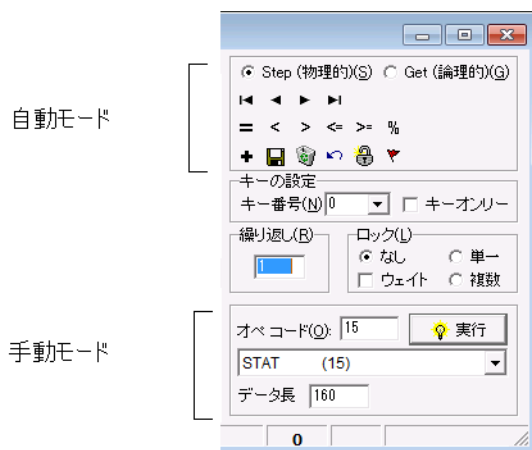 Step (物理的)(S) Get (論理的)(G)
自動モード
= < > <= >= %
キーの設定
キー番号(N) 0 キーオンリー
繰り返し(R) ロック(L)
1 なし 単一
ウェイト 複数
オペ コード(O): 15 実行
手動モード
STAT (15)
データ長 160
0